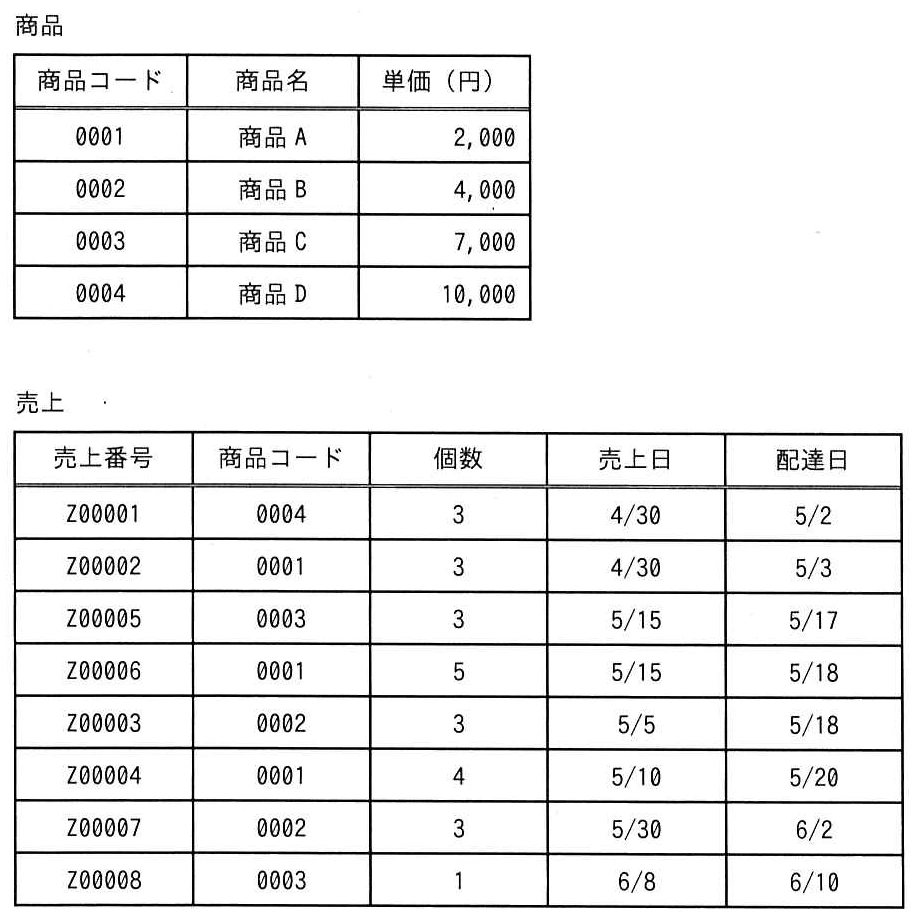 商品
商品コード 商品名 単価（円）
0001 商品A 2,000
0002 商品B 4,000
0003 商品C 7,000
0004 商品D 10,000
売上
売上番号 商品コード 個数 売上日 配達日
Z00001 0004 3 4/30 5/2
Z00002 0001 3 4/30 5/3
Z00005 0003 3 5/15 5/17
Z00006 0001 5 5/15 5/18
Z00003 0002 3 5/5 5/18
Z00004 0001 4 5/10 5/20
Z00007 0002 3 5/30 6/2
Z00008 0003 1 6/8 6/10